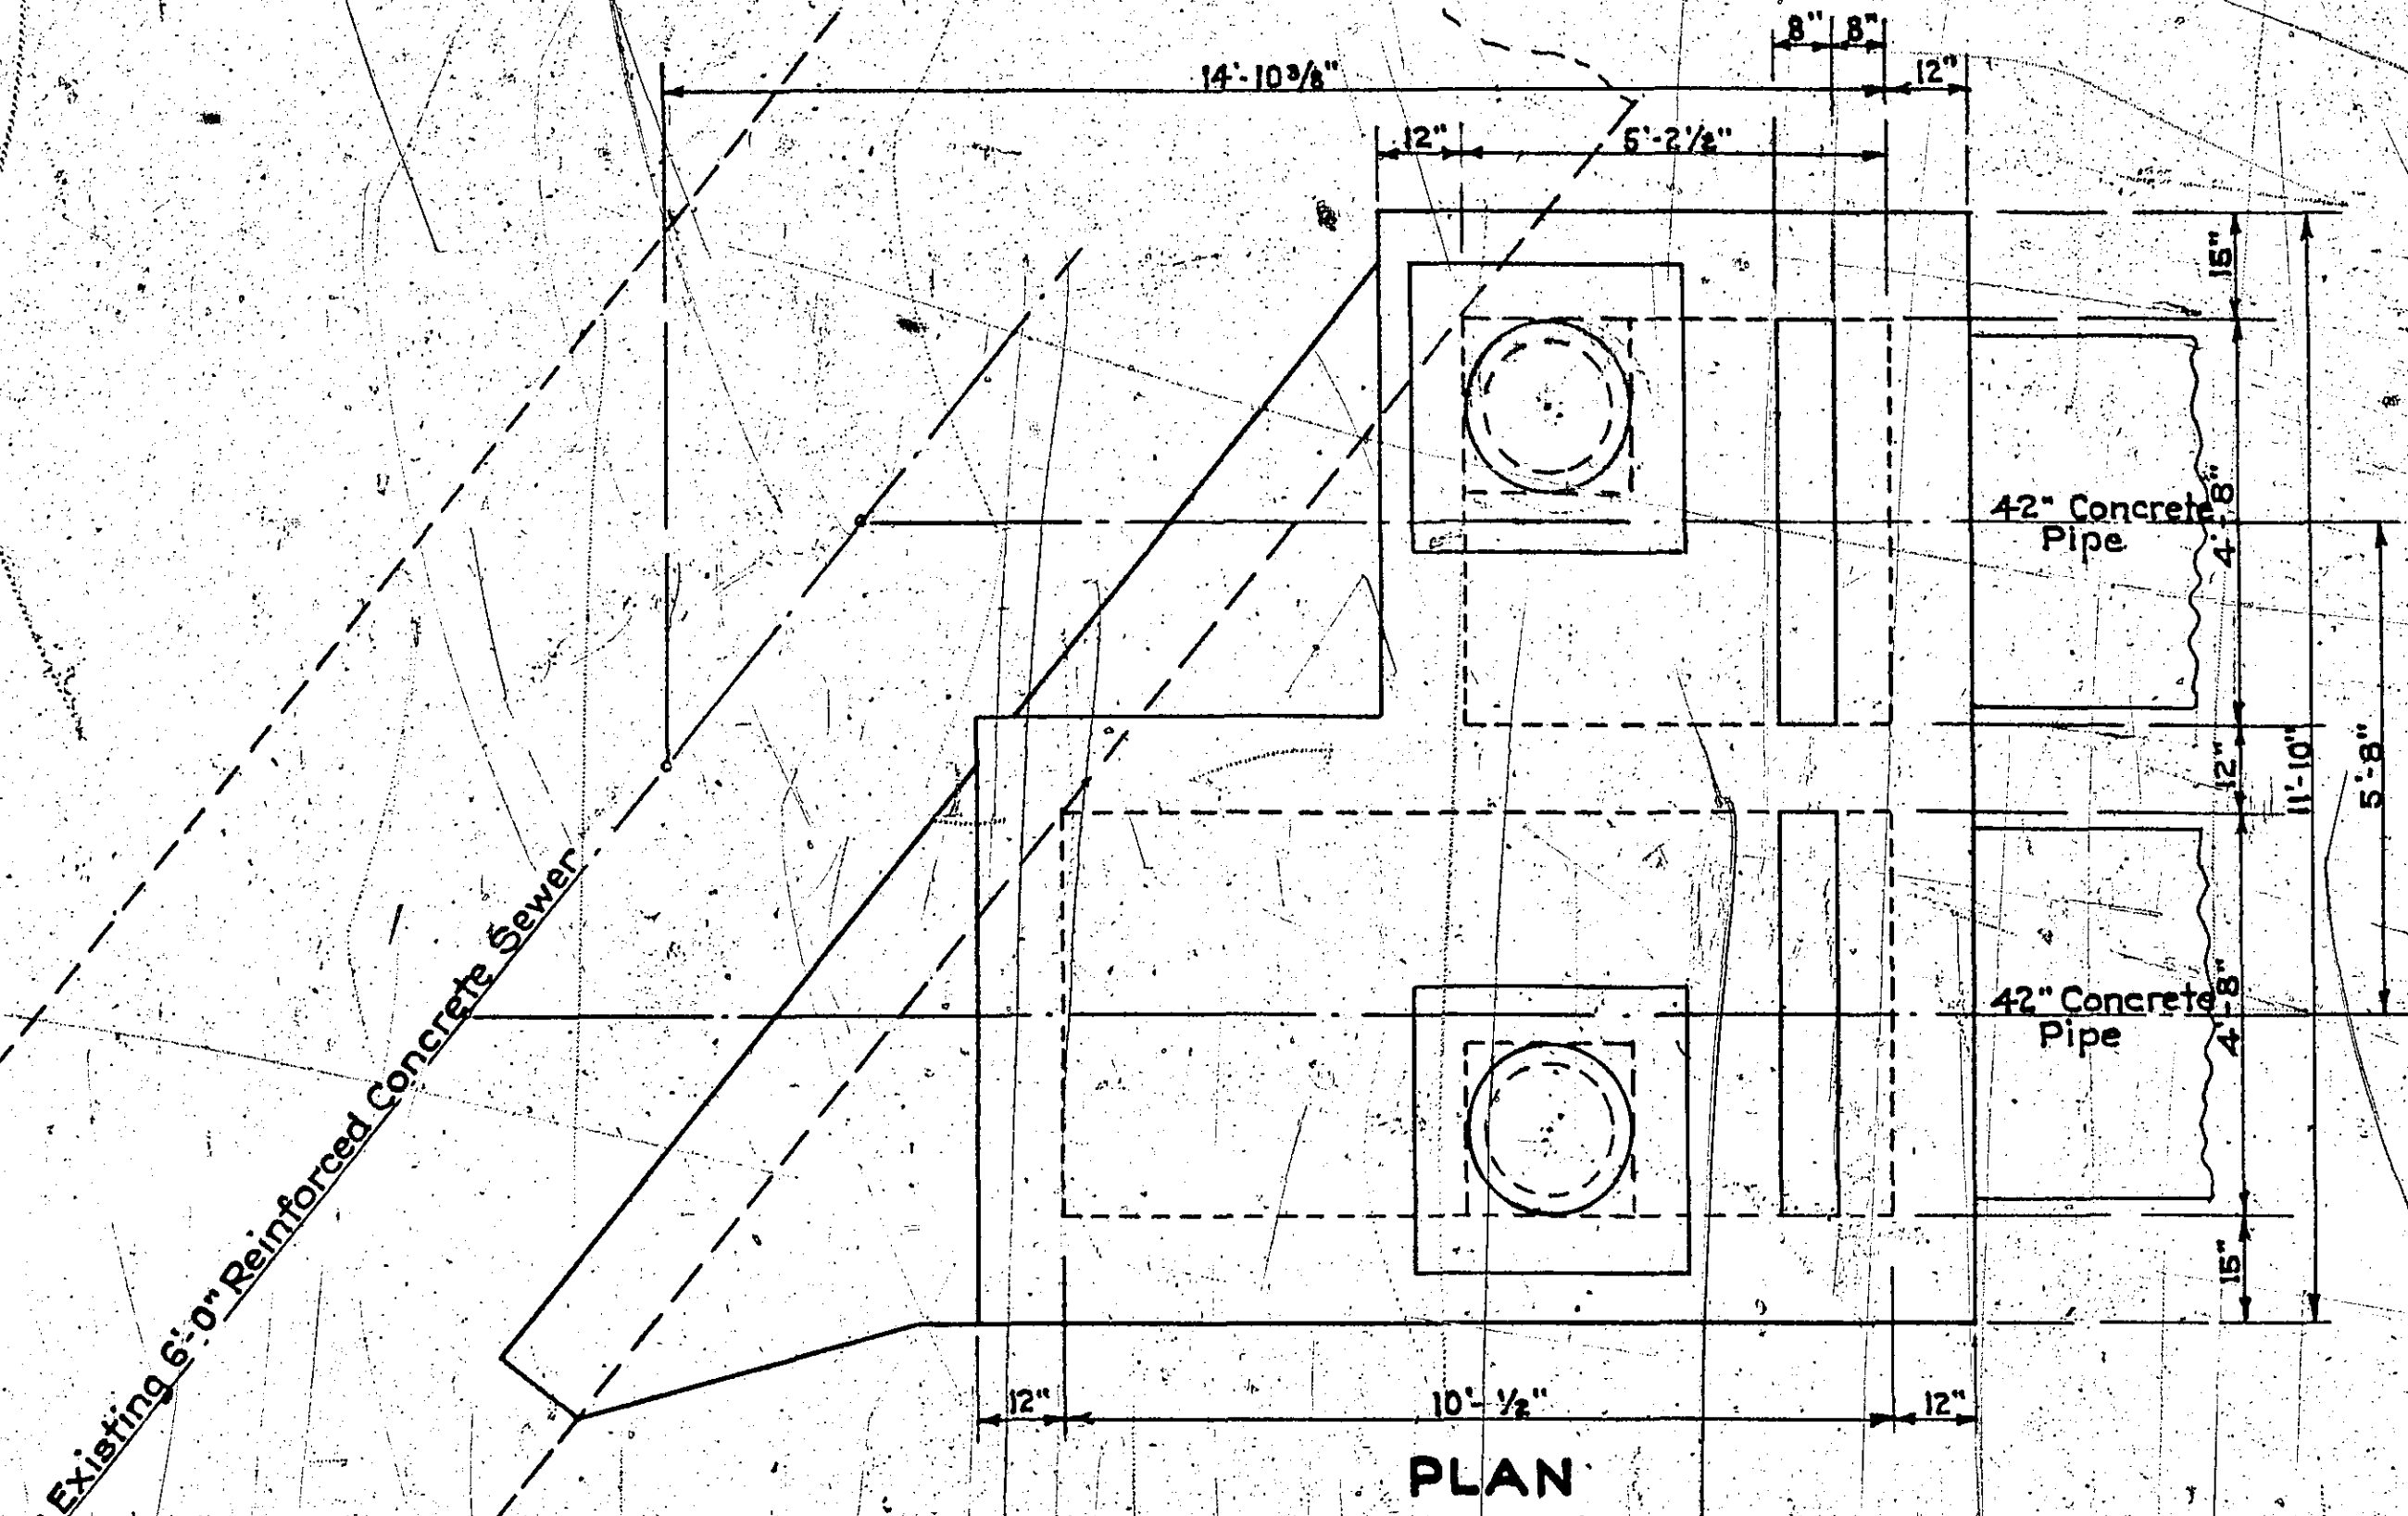 8" 8"
14'-10 3/8" 12"
12" 5'-2 1/2"
15"
42" Concrete
Pipe
4'-8"
12"
11'-10"
5'-8"
42" Concrete
Pipe
4'-8"
15"
Existing 6'-0" Reinforced Concrete Sewer
12" 10'- 1/2" 12"
PLAN